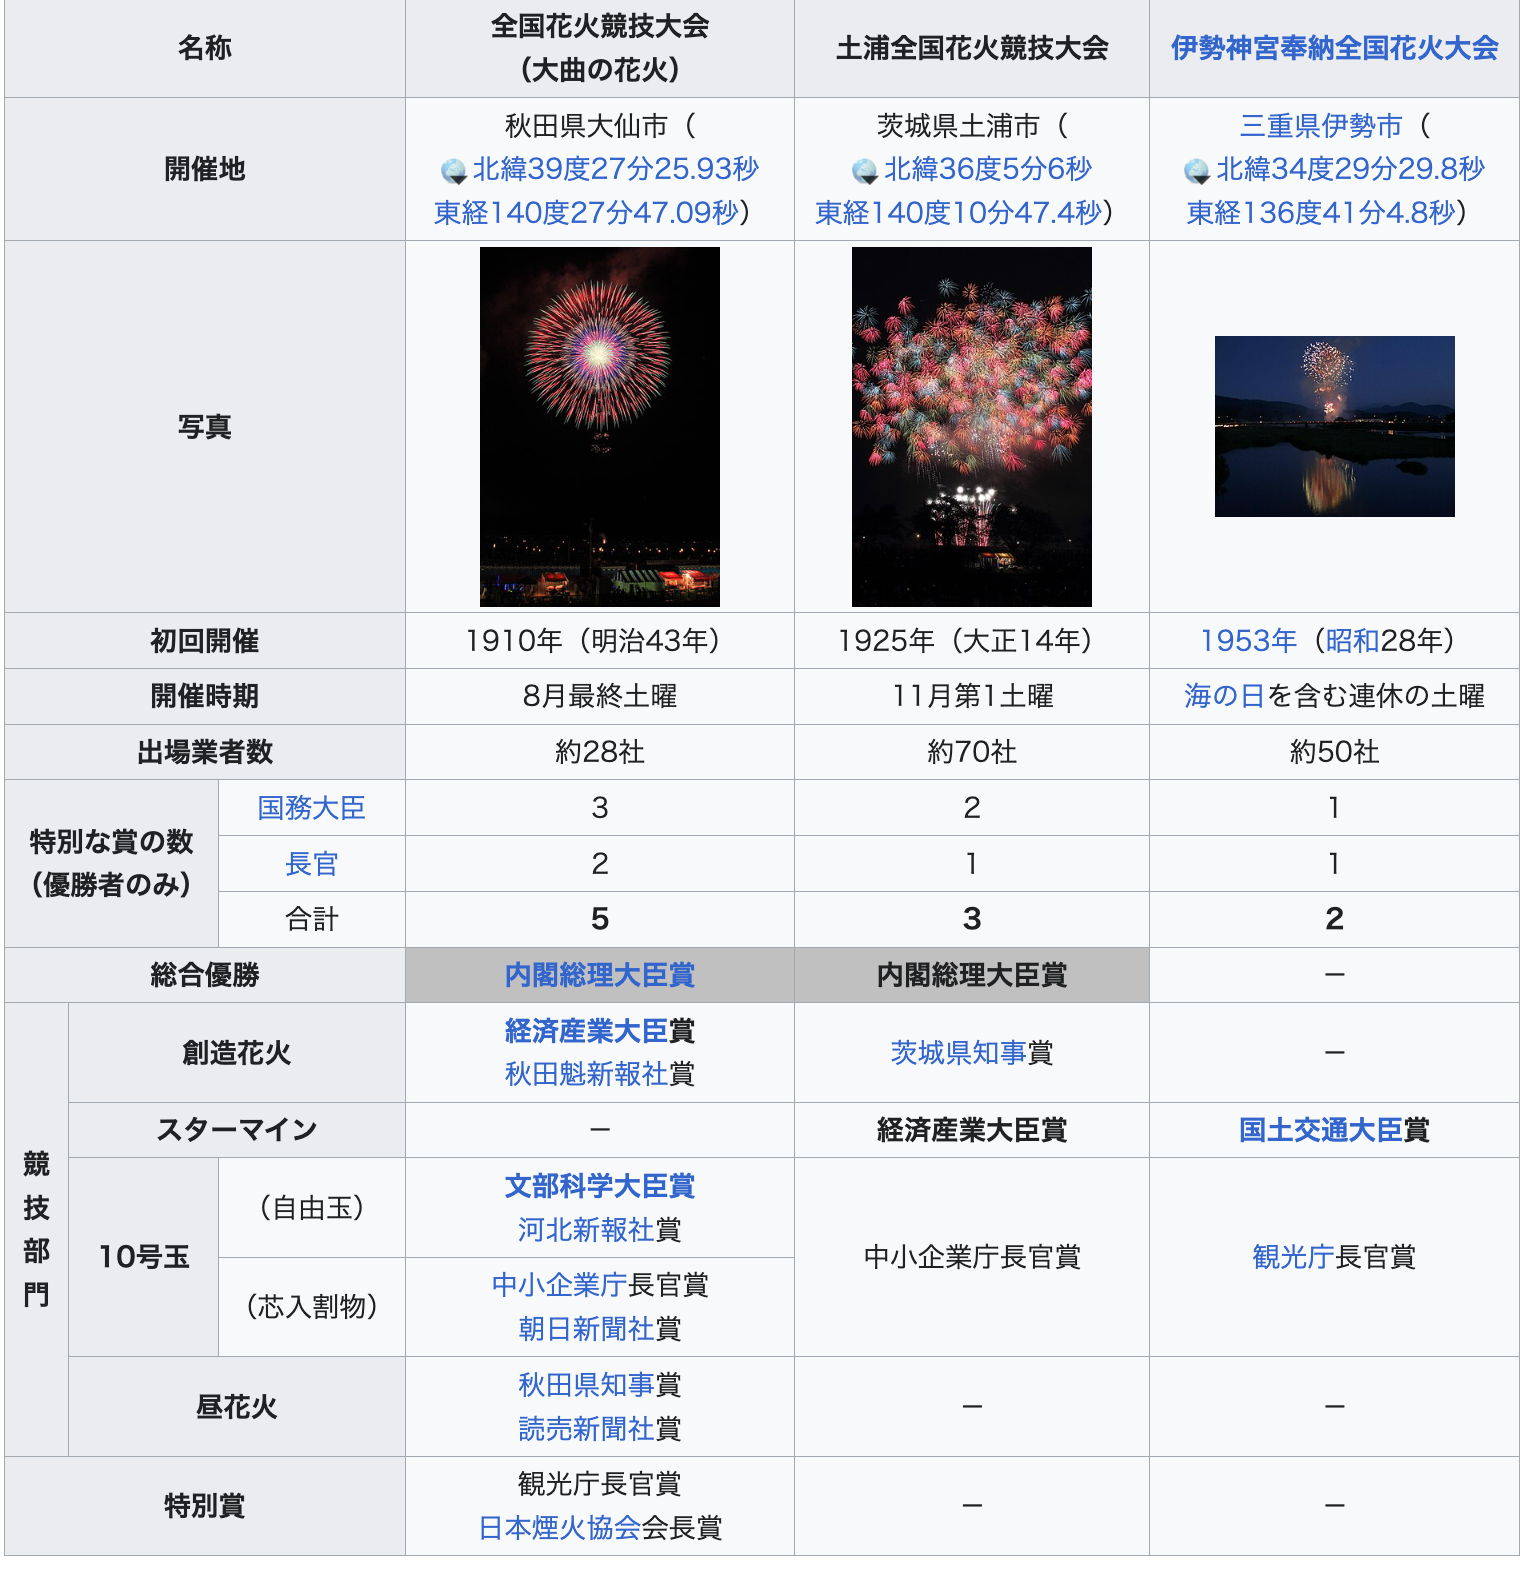 名称
全国花火競技大会
（大曲の花火）
土浦全国花火競技大会
伊勢神宮奉納全国花火大会
開催地
秋田県大仙市（
北緯39度27分25.93秒
東経140度27分47.09秒）
茨城県土浦市（
北緯36度5分6秒
東経140度10分47.4秒）
三重県伊勢市（
北緯34度29分29.8秒
東経136度41分4.8秒）
写真
初回開催
1910年（明治43年）
1925年（大正14年）
1953年（昭和28年）
開催時期
8月最終土曜
11月第1土曜
海の日を含む連休の土曜
出場業者数
約28社
約70社
約50社
特別な賞の数
（優勝者のみ）
国務大臣
3
2
1
長官
2
1
1
合計
5
3
2
総合優勝
内閣総理大臣賞
内閣総理大臣賞
－
競
技
部
門
創造花火
経済産業大臣賞
秋田魁新報社賞
茨城県知事賞
－
スターマイン
－
経済産業大臣賞
国土交通大臣賞
10号玉
（自由玉）
文部科学大臣賞
河北新報社賞
中小企業庁長官賞
観光庁長官賞
（芯入割物）
中小企業庁長官賞
朝日新聞社賞
昼花火
秋田県知事賞
読売新聞社賞
－
－
特別賞
観光庁長官賞
日本煙火協会会長賞
－
－